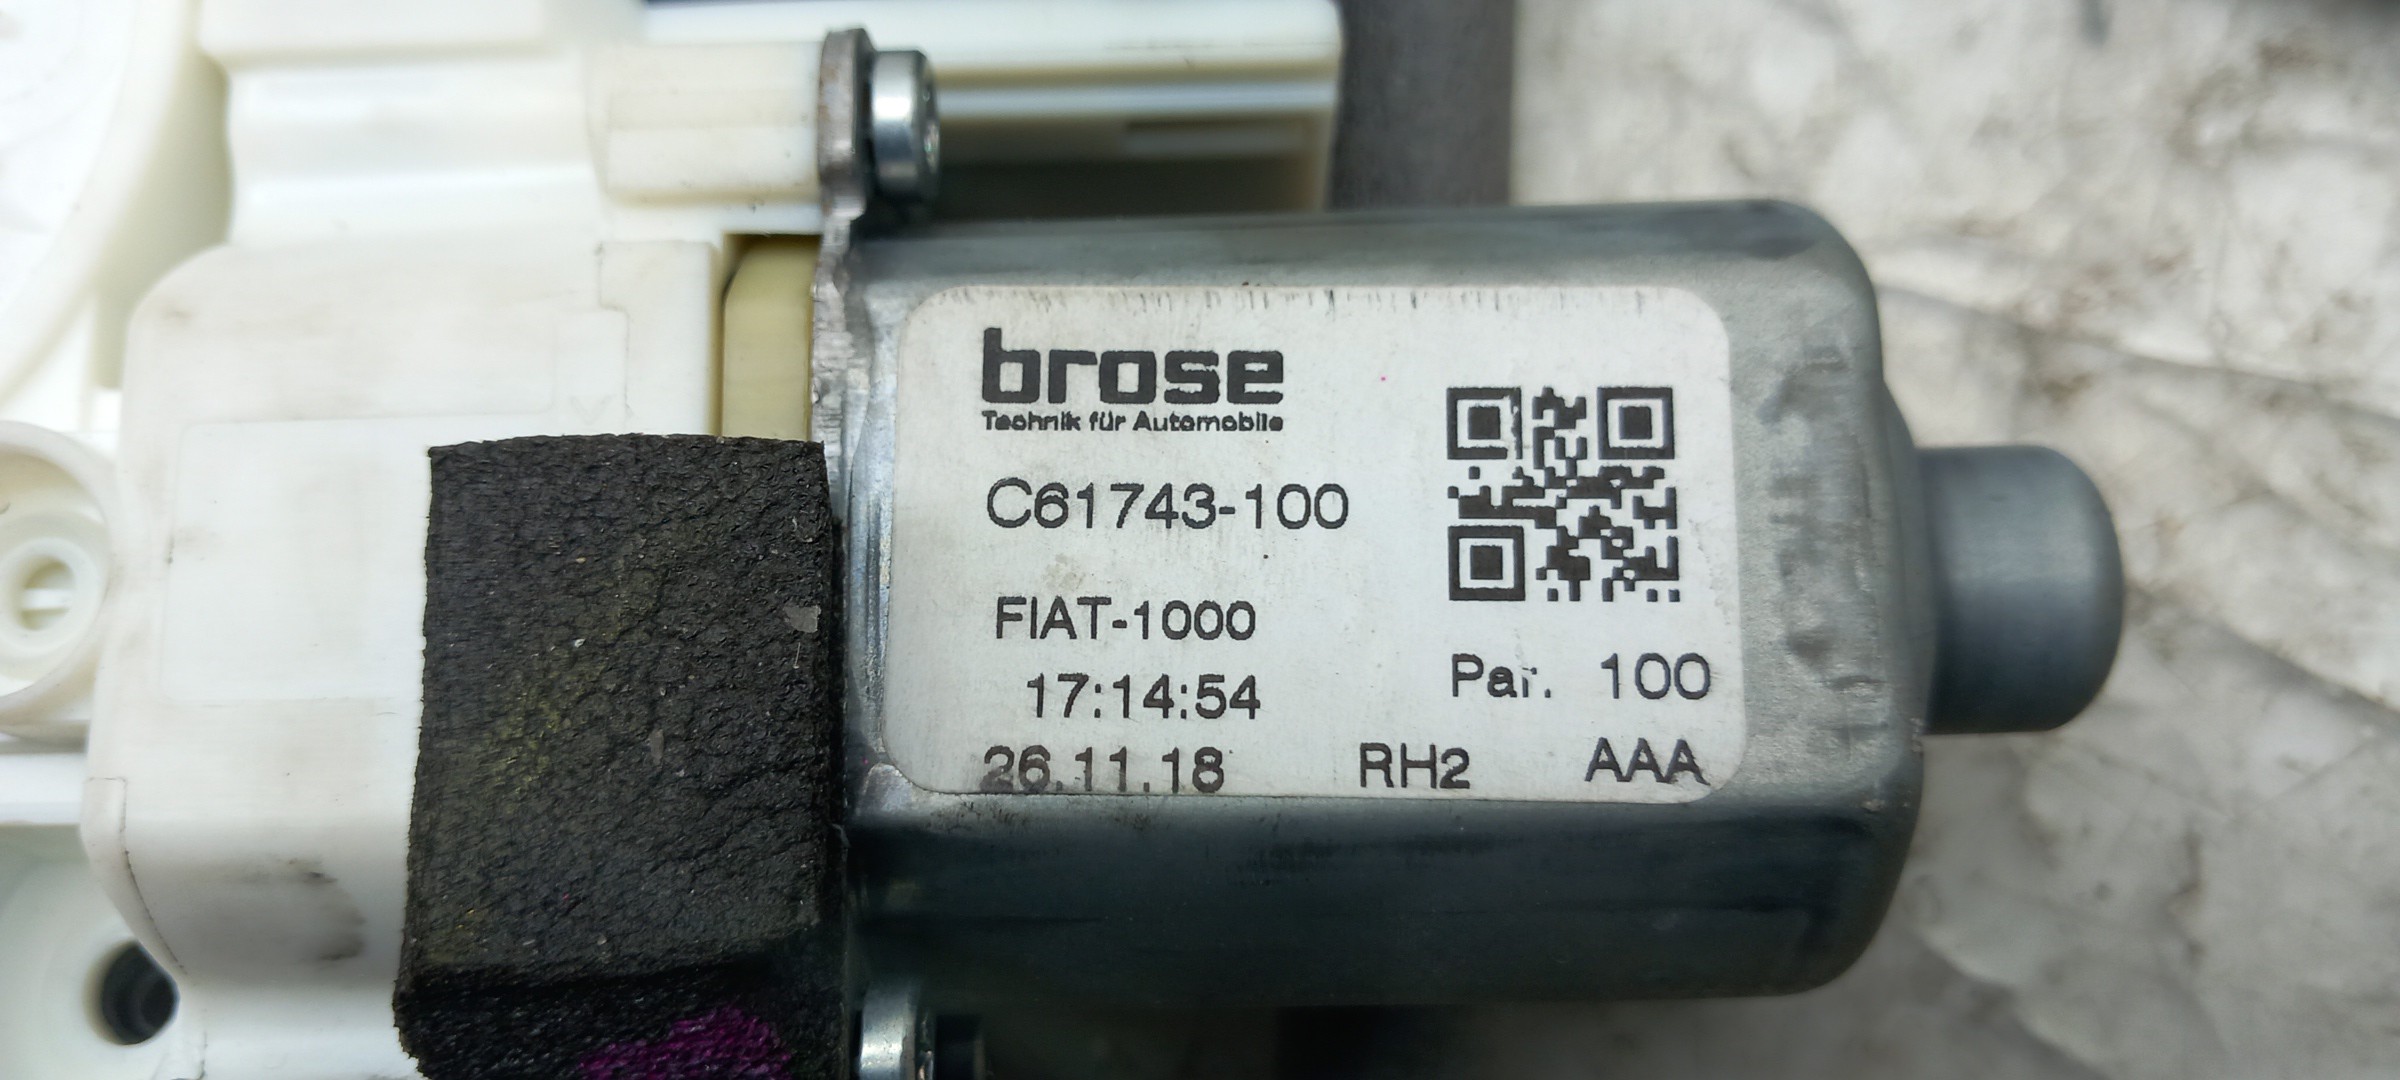 brose
Technik für Automobile
C61743-100
FIAT-1000
17:14:54
Par. 100
26.11.18 RH2 AAA